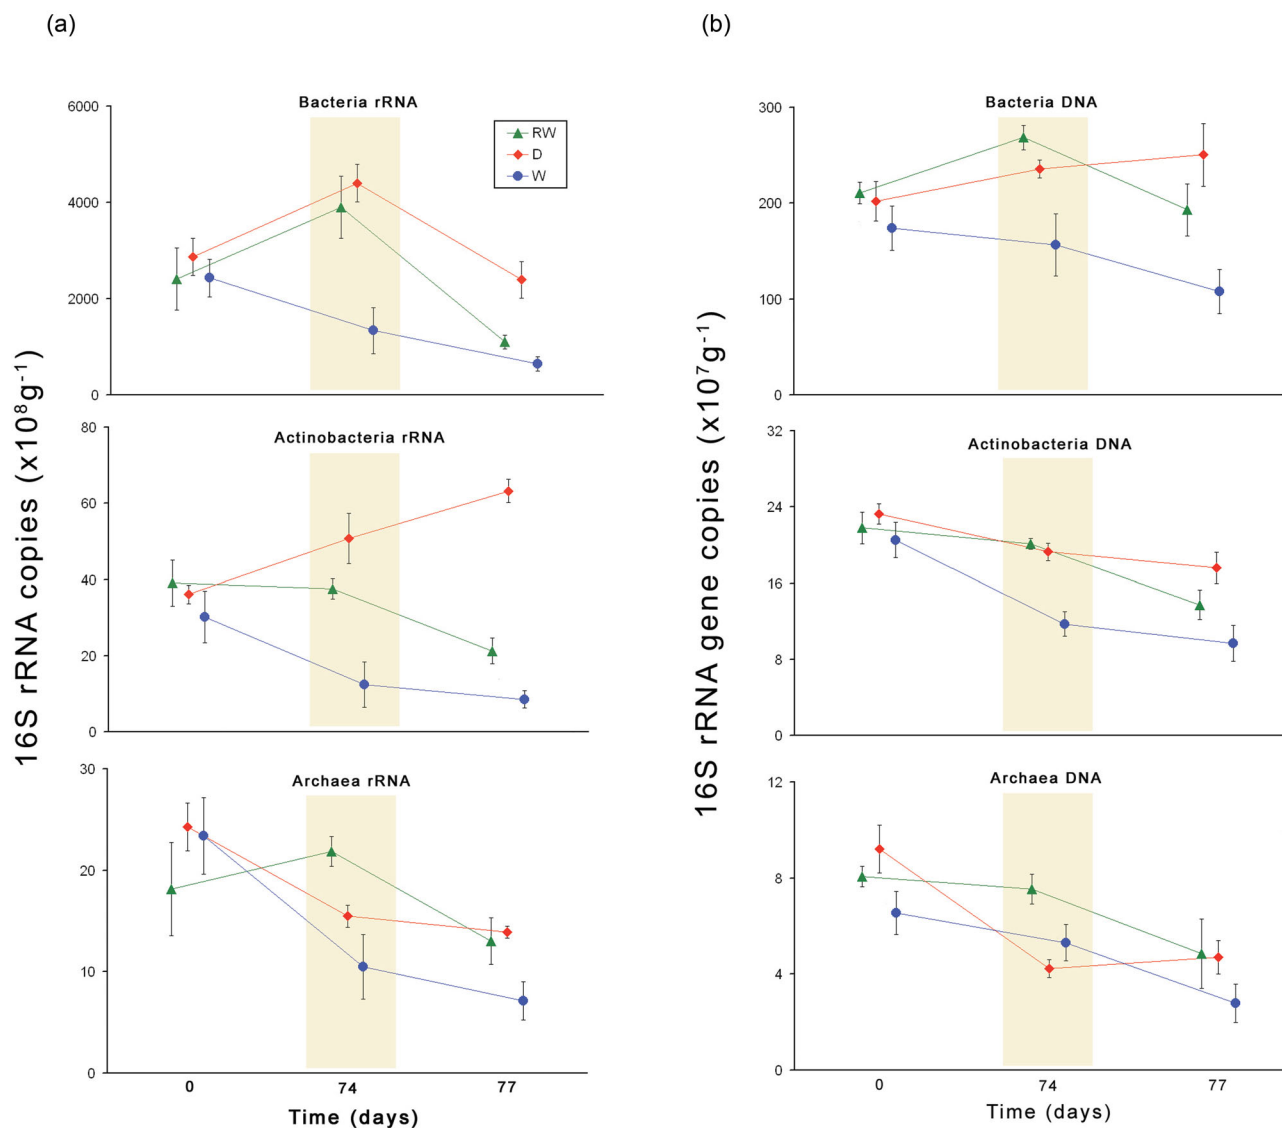 (a)
(b)
16S rRNA copies (x10⁸g⁻¹)
Bacteria rRNA
6000
4000
2000
0
RW
D
W
Actinobacteria rRNA
80
60
40
20
0
Archaea rRNA
30
20
10
0
0 74 77
Time (days)
16S rRNA gene copies (x10⁷g⁻¹)
Bacteria DNA
300
200
100
0
Actinobacteria DNA
32
24
16
8
0
Archaea DNA
12
8
4
0
0 74 77
Time (days)